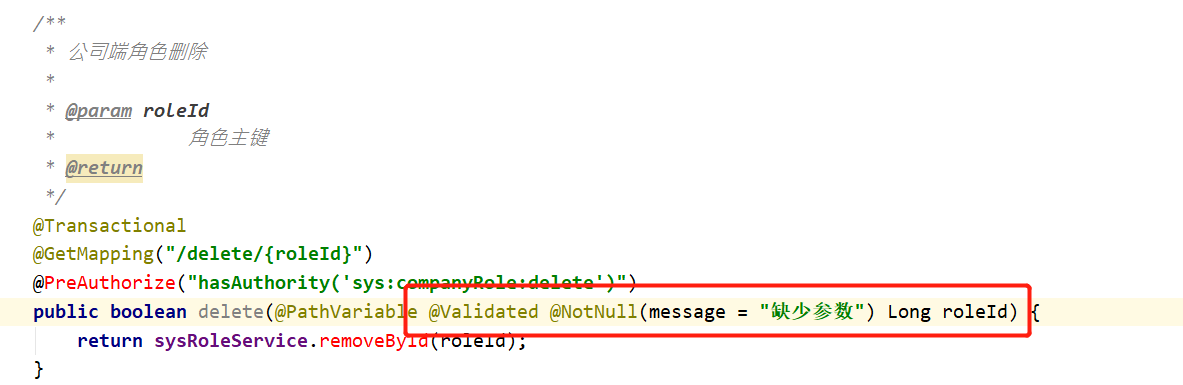 /**
 * 公司端角色删除
 *
 * @param roleId
 *            角色主键
 * @return
 */
@Transactional
@GetMapping("/delete/{roleId}")
@PreAuthorize("hasAuthority('sys:companyRole:delete')")
public boolean delete(@PathVariable @Validated @NotNull(message = "缺少参数") Long roleId) {
    return sysRoleService.removeById(roleId);
}